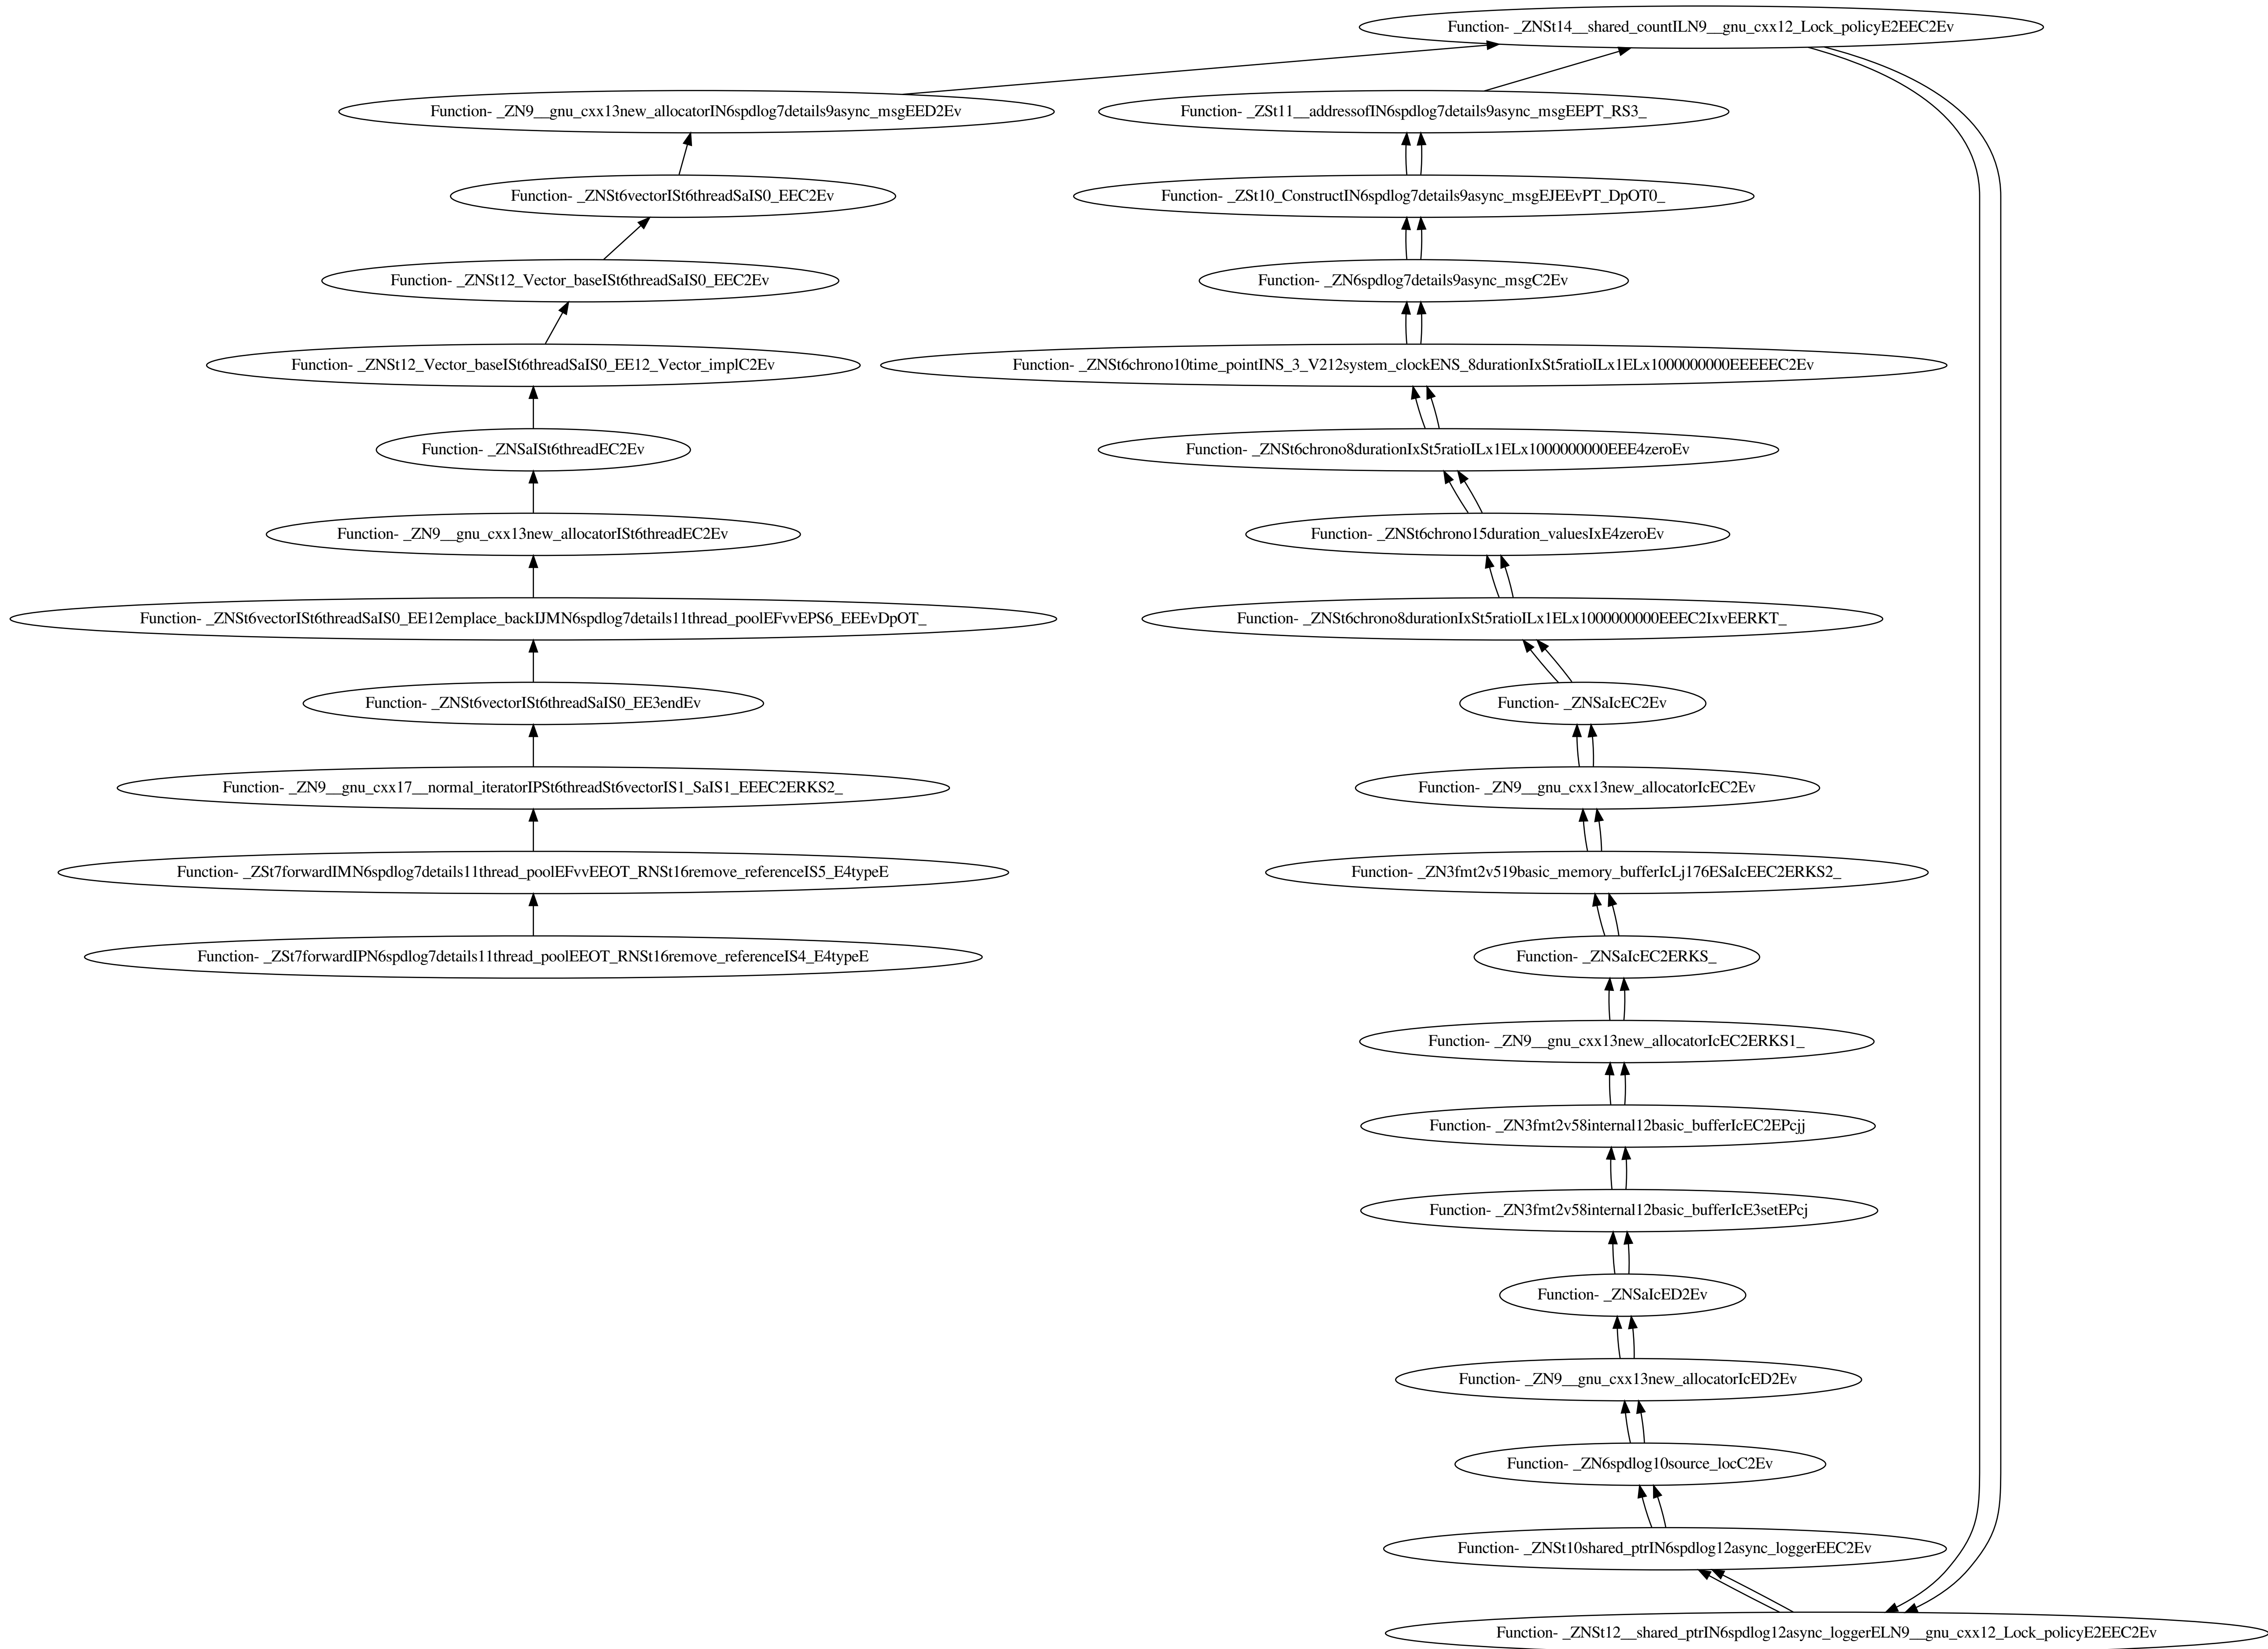 Function- _ZNSt14__shared_countILN9__gnu_cxx12_Lock_policyE2EEC2Ev
Function- _ZN9__gnu_cxx13new_allocatorIN6spdlog7details9async_msgEED2Ev
Function- _ZSt11__addressofIN6spdlog7details9async_msgEEPT_RS3_
Function- _ZNSt6vectorISt6threadSaIS0_EEC2Ev
Function- _ZSt10_ConstructIN6spdlog7details9async_msgEJEEvPT_DpOT0_
Function- _ZNSt12_Vector_baseISt6threadSaIS0_EEC2Ev
Function- _ZN6spdlog7details9async_msgC2Ev
Function- _ZNSt12_Vector_baseISt6threadSaIS0_EE12_Vector_implC2Ev
Function- _ZNSt6chrono10time_pointINS_3_V212system_clockENS_8durationIxSt5ratioILx1ELx1000000000EEEEEC2Ev
Function- _ZNSaISt6threadEC2Ev
Function- _ZNSt6chrono8durationIxSt5ratioILx1ELx1000000000EEE4zeroEv
Function- _ZN9__gnu_cxx13new_allocatorISt6threadEC2Ev
Function- _ZNSt6chrono15duration_valuesIxE4zeroEv
Function- _ZNSt6vectorISt6threadSaIS0_EE12emplace_backIJMN6spdlog7details11thread_poolEFvvEPS6_EEEvDpOT_
Function- _ZNSt6chrono8durationIxSt5ratioILx1ELx1000000000EEEC2IxvEERKT_
Function- _ZNSt6vectorISt6threadSaIS0_EE3endEv
Function- _ZNSaIcEC2Ev
Function- _ZN9__gnu_cxx17__normal_iteratorIPSt6threadSt6vectorIS1_SaIS1_EEEC2ERKS2_
Function- _ZN9__gnu_cxx13new_allocatorIcEC2Ev
Function- _ZSt7forwardIMN6spdlog7details11thread_poolEFvvEEOT_RNSt16remove_referenceIS5_E4typeE
Function- _ZN3fmt2v519basic_memory_bufferIcLj176ESaIcEEC2ERKS2_
Function- _ZSt7forwardIPN6spdlog7details11thread_poolEEOT_RNSt16remove_referenceIS4_E4typeE
Function- _ZNSaIcEC2ERKS_
Function- _ZN9__gnu_cxx13new_allocatorIcEC2ERKS1_
Function- _ZN3fmt2v58internal12basic_bufferIcEC2EPcjj
Function- _ZN3fmt2v58internal12basic_bufferIcE3setEPcj
Function- _ZNSaIcED2Ev
Function- _ZN9__gnu_cxx13new_allocatorIcED2Ev
Function- _ZN6spdlog10source_locC2Ev
Function- _ZNSt10shared_ptrIN6spdlog12async_loggerEEC2Ev
Function- _ZNSt12__shared_ptrIN6spdlog12async_loggerELN9__gnu_cxx12_Lock_policyE2EEC2Ev